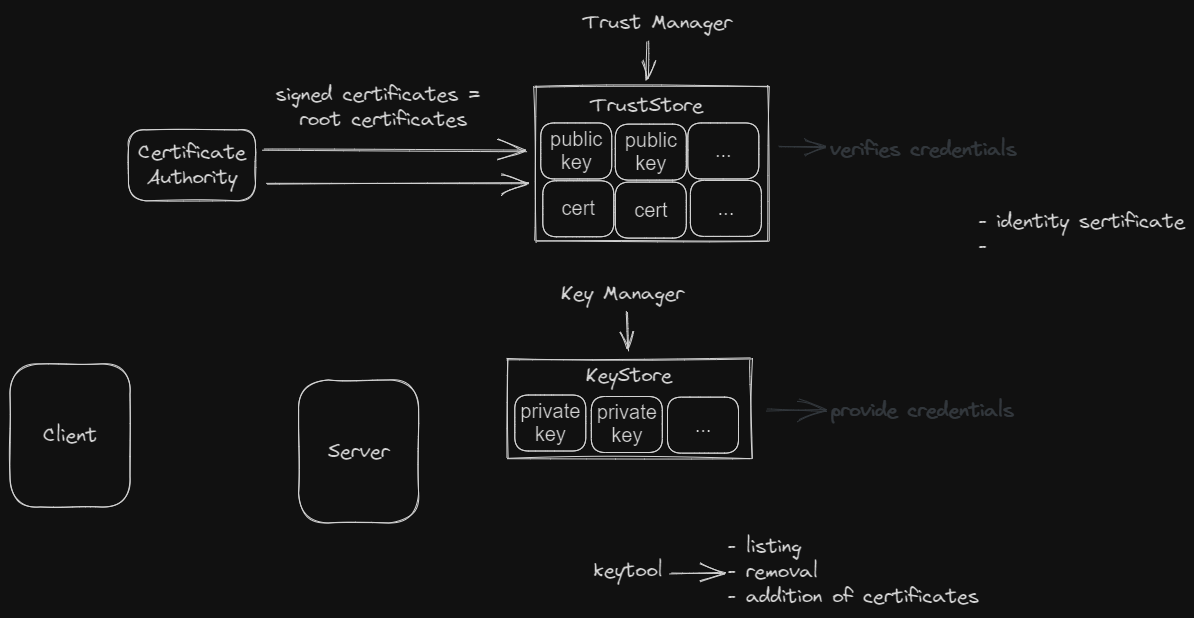 Trust Manager
signed certificates =
root certificates
TrustStore
Certificate
Authority
public
key
public
key
...
verifies credentials
cert
cert
...
- identity sertificate
-
Key Manager
KeyStore
private
key
private
key
...
provide credentials
Client
Server
keytool
- listing
- removal
- addition of certificates